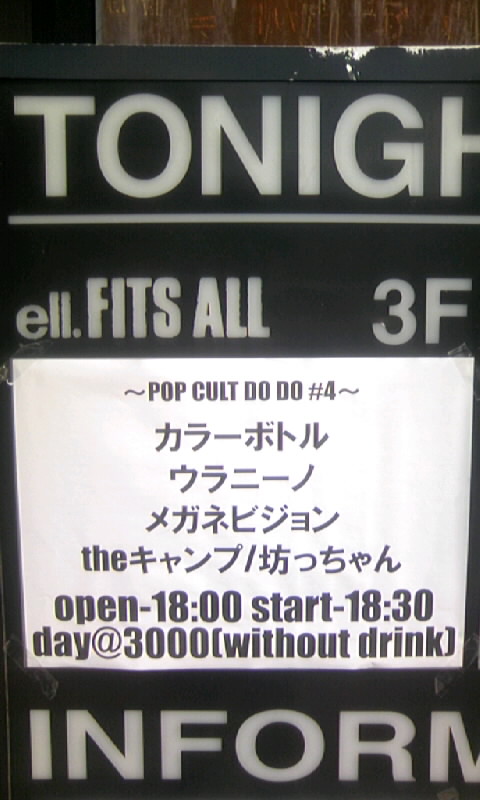 TONIGH
ell. FITS ALL 3F
～POP CULT DO DO #4～
カラーボトル
ウラニーノ
メガネビジョン
theキャンプ/坊っちゃん
open-18:00 start-18:30
day@3000(without drink)
INFORM